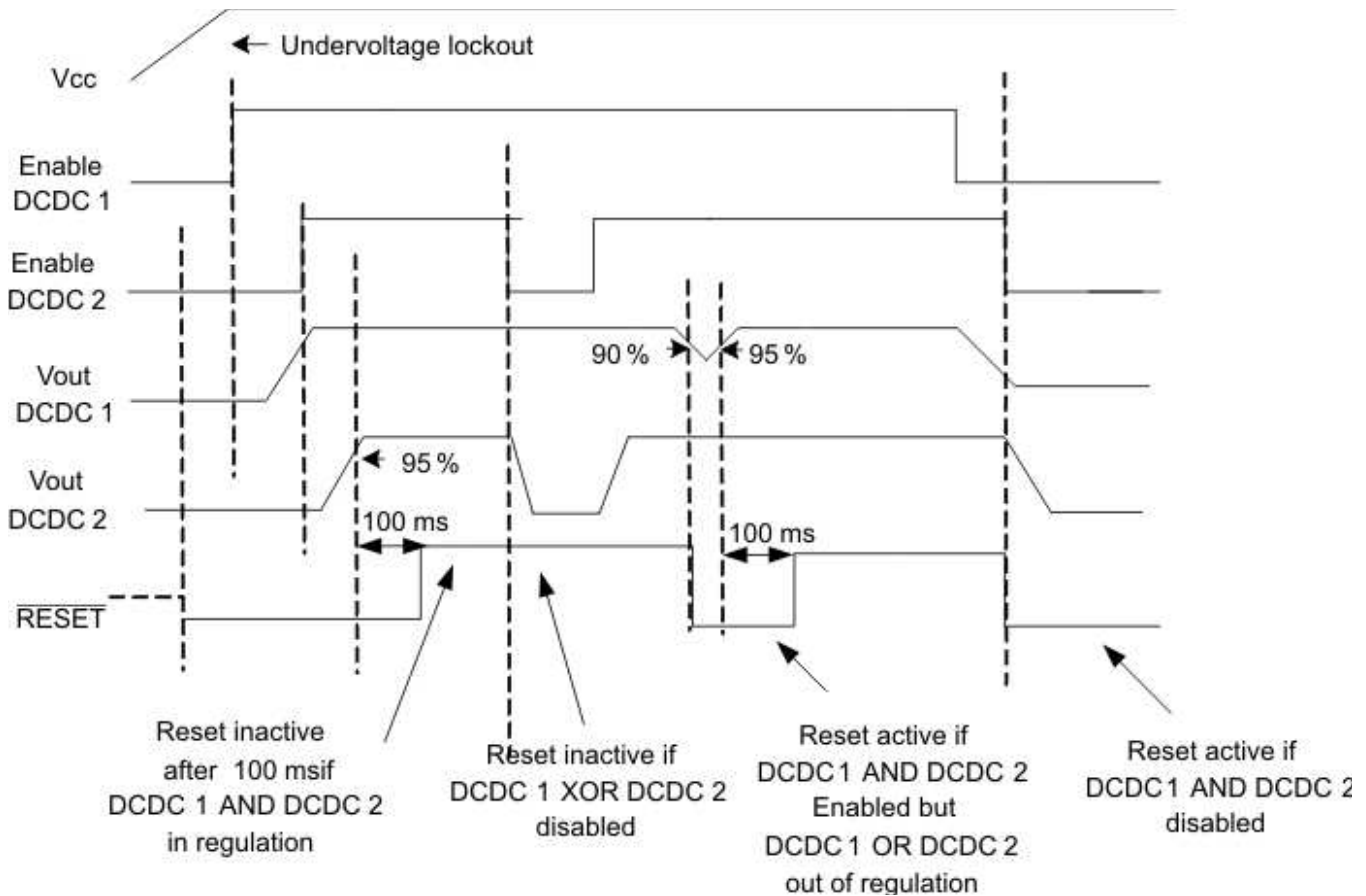 ← Undervoltage lockout
Vcc
Enable
DCDC 1
Enable
DCDC 2
90 %
95 %
Vout
DCDC 1
95 %
Vout
DCDC 2
100 ms
100 ms
RESET
Reset inactive
after 100 msif
DCDC 1 AND DCDC 2
in regulation
Reset inactive if
DCDC 1 XOR DCDC 2
disabled
Reset active if
DCDC1 AND DCDC 2
Enabled but
DCDC1 OR DCDC2
out of regulation
Reset active if
DCDC1 AND DCDC 2
disabled